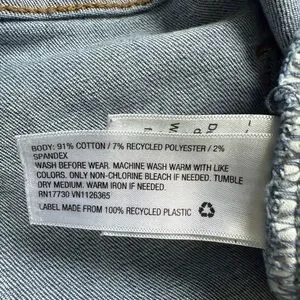 BODY: 91% COTTON / 7% RECYCLED POLYESTER / 2%
SPANDEX
WASH BEFORE WEAR. MACHINE WASH WARM WITH LIKE
COLORS. ONLY NON-CHLORINE BLEACH IF NEEDED. TUMBLE
DRY MEDIUM. WARM IRON IF NEEDED.
RN17730 VN1126365
LABEL MADE FROM 100% RECYCLED PLASTIC